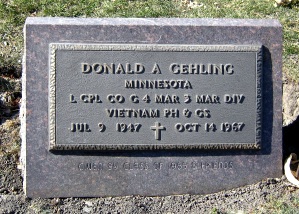 DONALD A GEHLING
MINNESOTA
L CPL CO G 4 MAR 3 MAR DIV
VIETNAM PH & GS
JUL 9 1947 ✝ OCT 14 1967